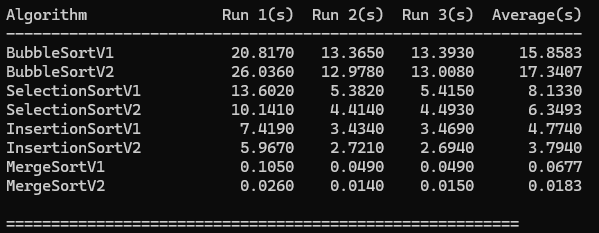 Algorithm Run 1(s) Run 2(s) Run 3(s) Average(s)
----------------------------------------------------------------
BubbleSortV1 20.8170 13.3650 13.3930 15.8583
BubbleSortV2 26.0360 12.9780 13.0080 17.3407
SelectionSortV1 13.6020 5.3820 5.4150 8.1330
SelectionSortV2 10.1410 4.4140 4.4930 6.3493
InsertionSortV1 7.4190 3.4340 3.4690 4.7740
InsertionSortV2 5.9670 2.7210 2.6940 3.7940
MergeSortV1 0.1050 0.0490 0.0490 0.0677
MergeSortV2 0.0260 0.0140 0.0150 0.0183
=========================================================